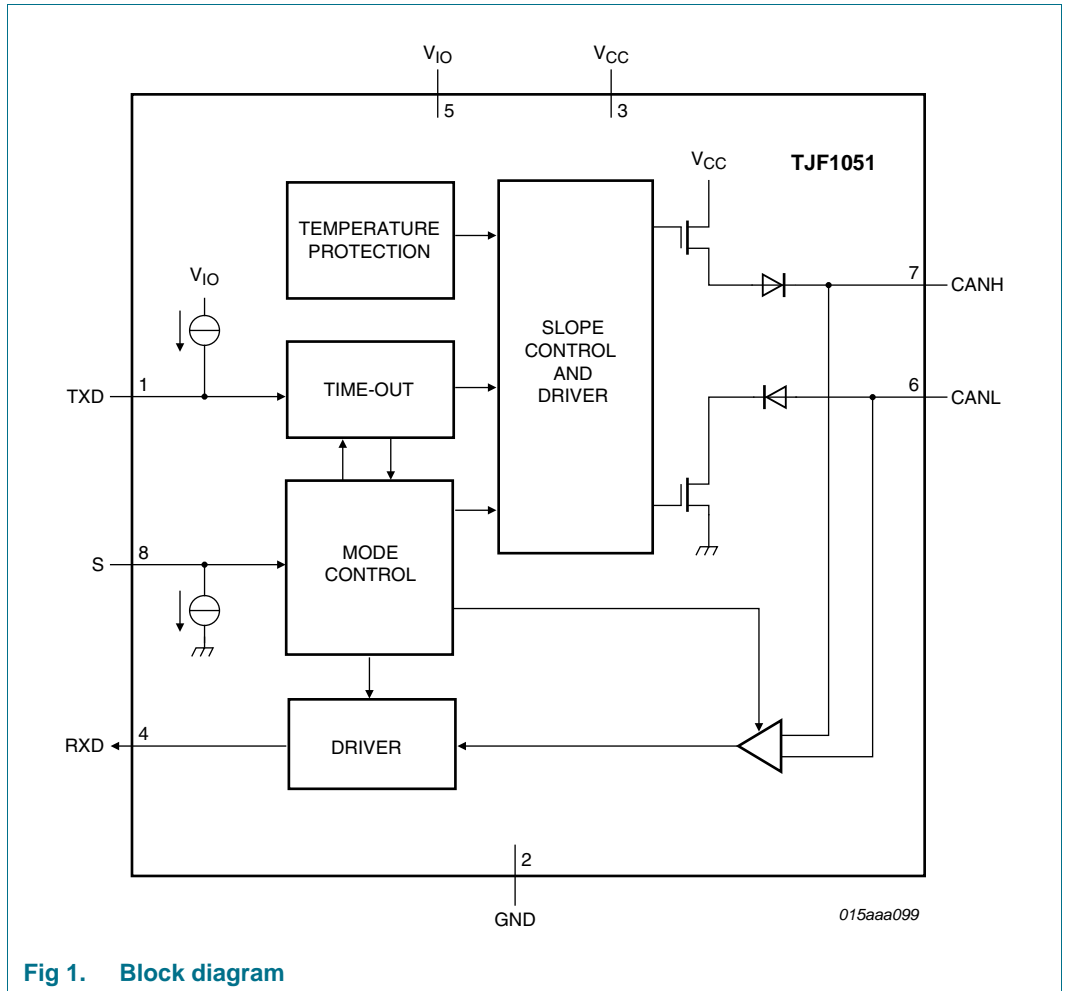 VIO
VCC
5
3
TJF1051
VCC
TEMPERATURE
PROTECTION
VIO
7
CANH
SLOPE
CONTROL
AND
DRIVER
TXD
1
TIME-OUT
6
CANL
S
8
MODE
CONTROL
RXD
4
DRIVER
2
GND
015aaa099
Fig 1. Block diagram